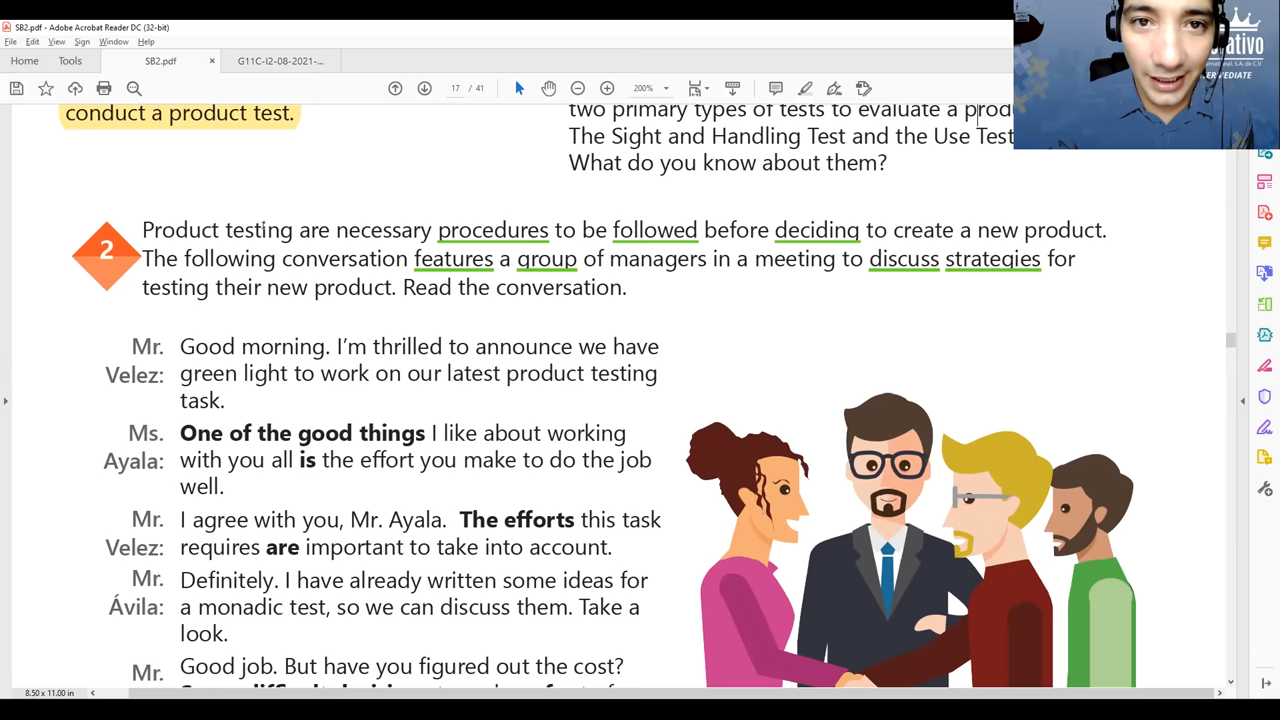 SB2.pdf - Adobe Acrobat Reader DC (32-bit)
File Edit View Sign Window Help
Home Tools SB2.pdf × G11C-I2-08-2021-...
17 / 41 200%
conduct a product test.
two primary types of tests to evaluate a
The Sight and Handling Test and the Use Test
What do you know about them?
2
Product testing are necessary procedures to be followed before deciding to create a new product.
The following conversation features a group of managers in a meeting to discuss strategies for
testing their new product. Read the conversation.
Mr. Velez: Good morning. I'm thrilled to announce we have
green light to work on our latest product testing
task.
Ms. Ayala: One of the good things I like about working
with you all is the effort you make to do the job
well.
Mr. Velez: I agree with you, Mr. Ayala. The efforts this task
requires are important to take into account.
Mr. Ávila: Definitely. I have already written some ideas for
a monadic test, so we can discuss them. Take a
look.
Mr. Good job. But have you figured out the cost?
8.50 x 11.00 in